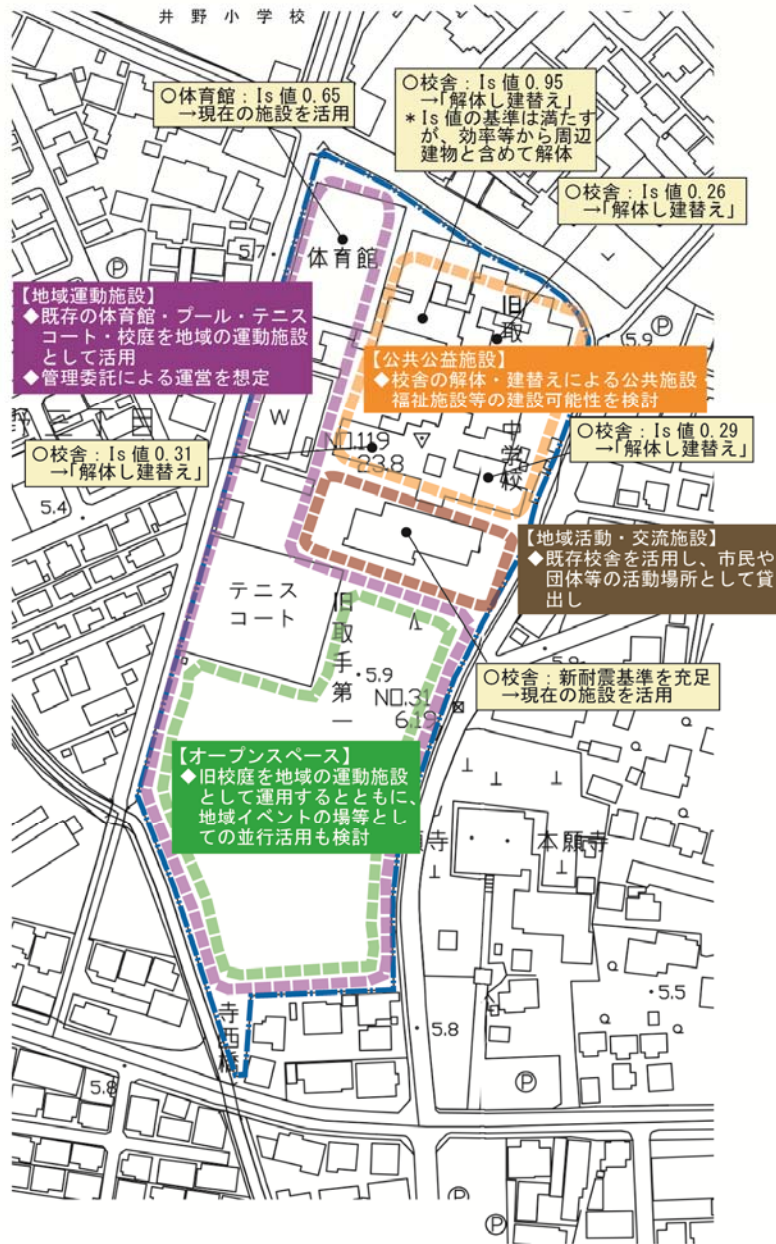 井野小学校
○体育館：Is値0.65
→現在の施設を活用
○校舎：Is値0.95
→「解体し建替え」
＊Is値の基準は満たす
が、効率等から周辺
建物と含めて解体
○校舎：Is値0.26
→「解体し建替え」
5.7
体育館
旧取
5.9
【地域運動施設】
◆既存の体育館・プール・テニス
コート・校庭を地域の運動施設
として活用
◆管理委託による運営を想定
【公共公益施設】
◆校舎の解体・建替えによる公共施設
福祉施設等の建設可能性を検討
W
NO.119
23.8
中学校
○校舎：Is値0.29
→「解体し建替え」
○校舎：Is値0.31
→「解体し建替え」
5.4
【地域活動・交流施設】
◆既存校舎を活用し、市民や
団体等の活動場所として貸
出し
テニス
コート
旧取手第一
5.9
NO.31
6.19
○校舎：新耐震基準を充足
→現在の施設を活用
【オープンスペース】
◆旧校庭を地域の運動施設
として運用するとともに、
地域イベントの場等とし
ての並行活用も検討
本願寺
寺西橋
5.5
5.8
5.8
P
P
P
P
P